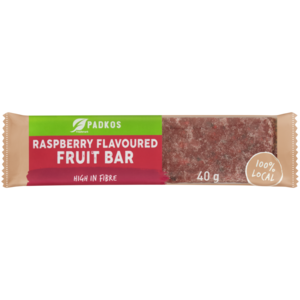 PADKOS
RASPBERRY FLAVOURED
FRUIT BAR
HIGH IN FIBRE
40 g
100%
LOCAL